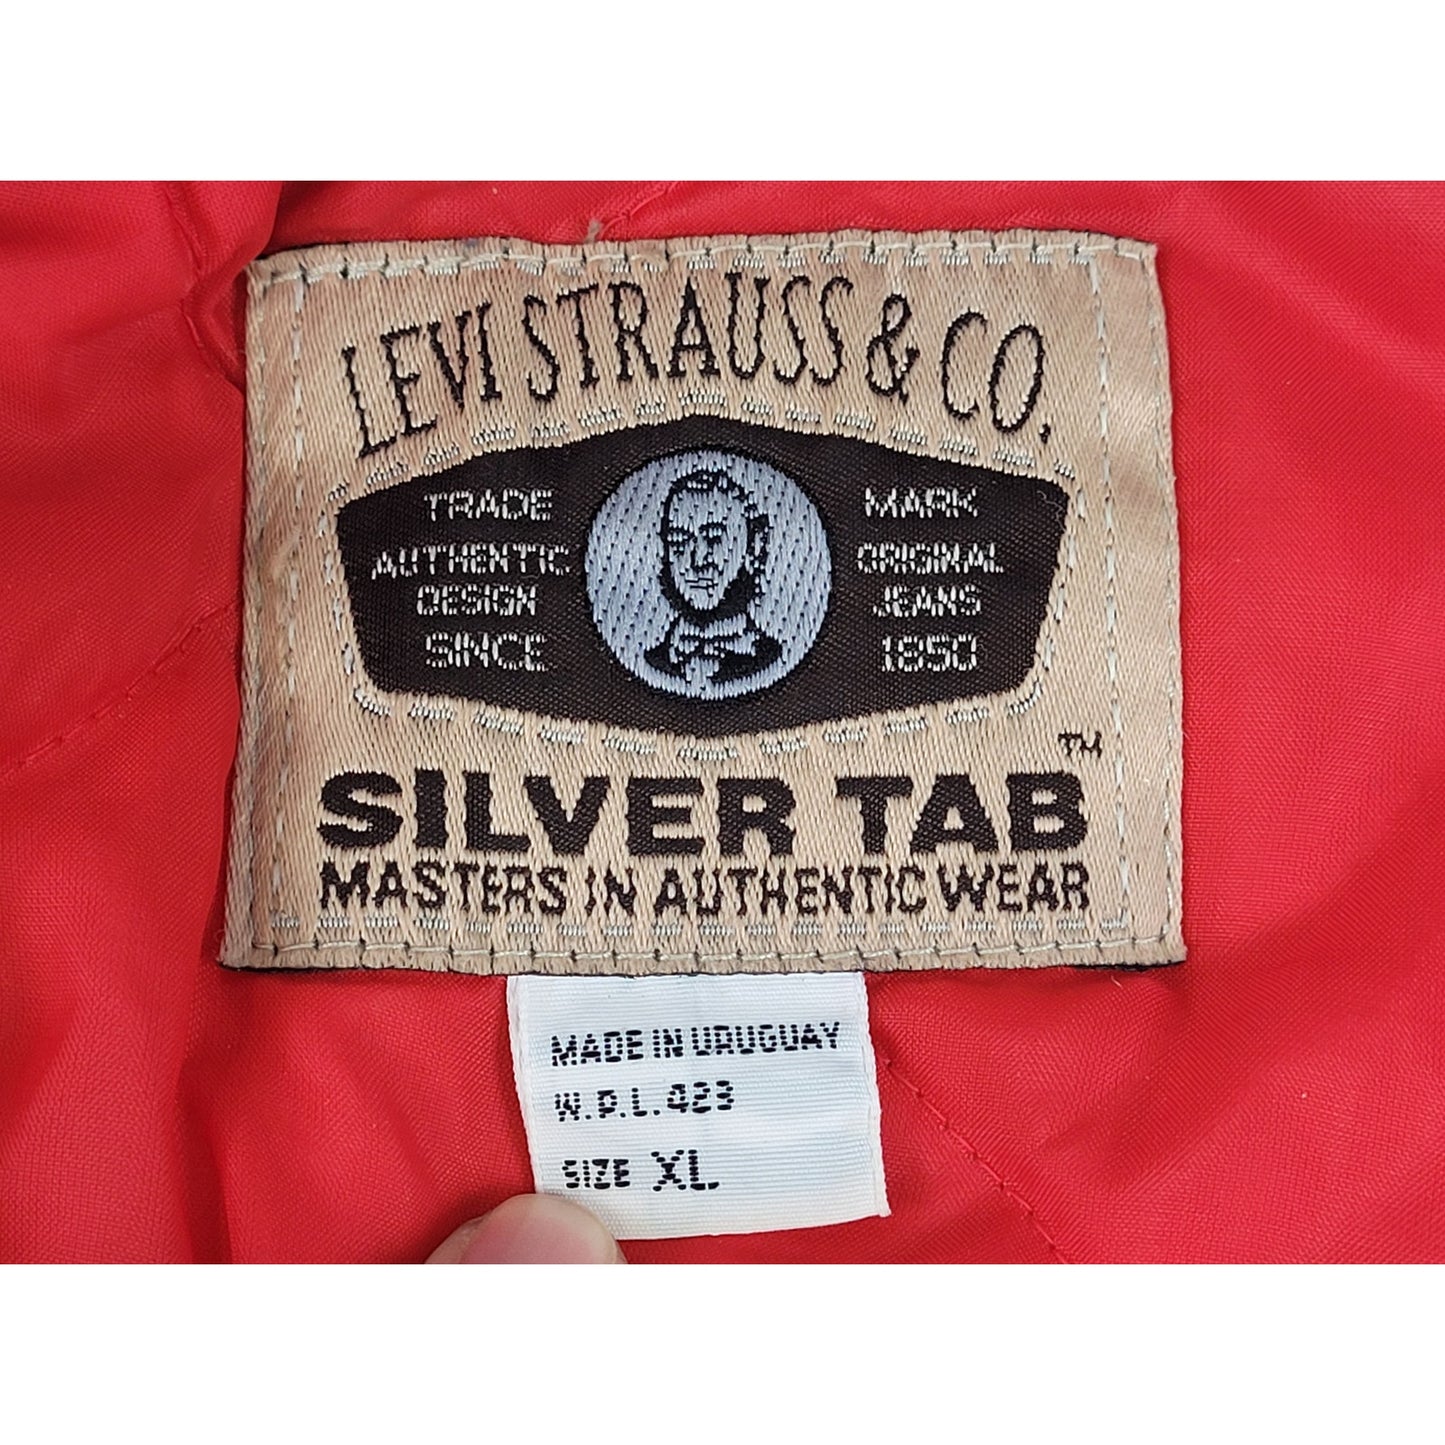 LEVI STRAUSS & CO.
TRADE MARK
AUTHENTIC ORIGINAL
DESIGN JEANS
SINCE 1850
SILVER TAB™
MASTERS IN AUTHENTIC WEAR
MADE IN URUGUAY
W.P.L. 423
SIZE XL